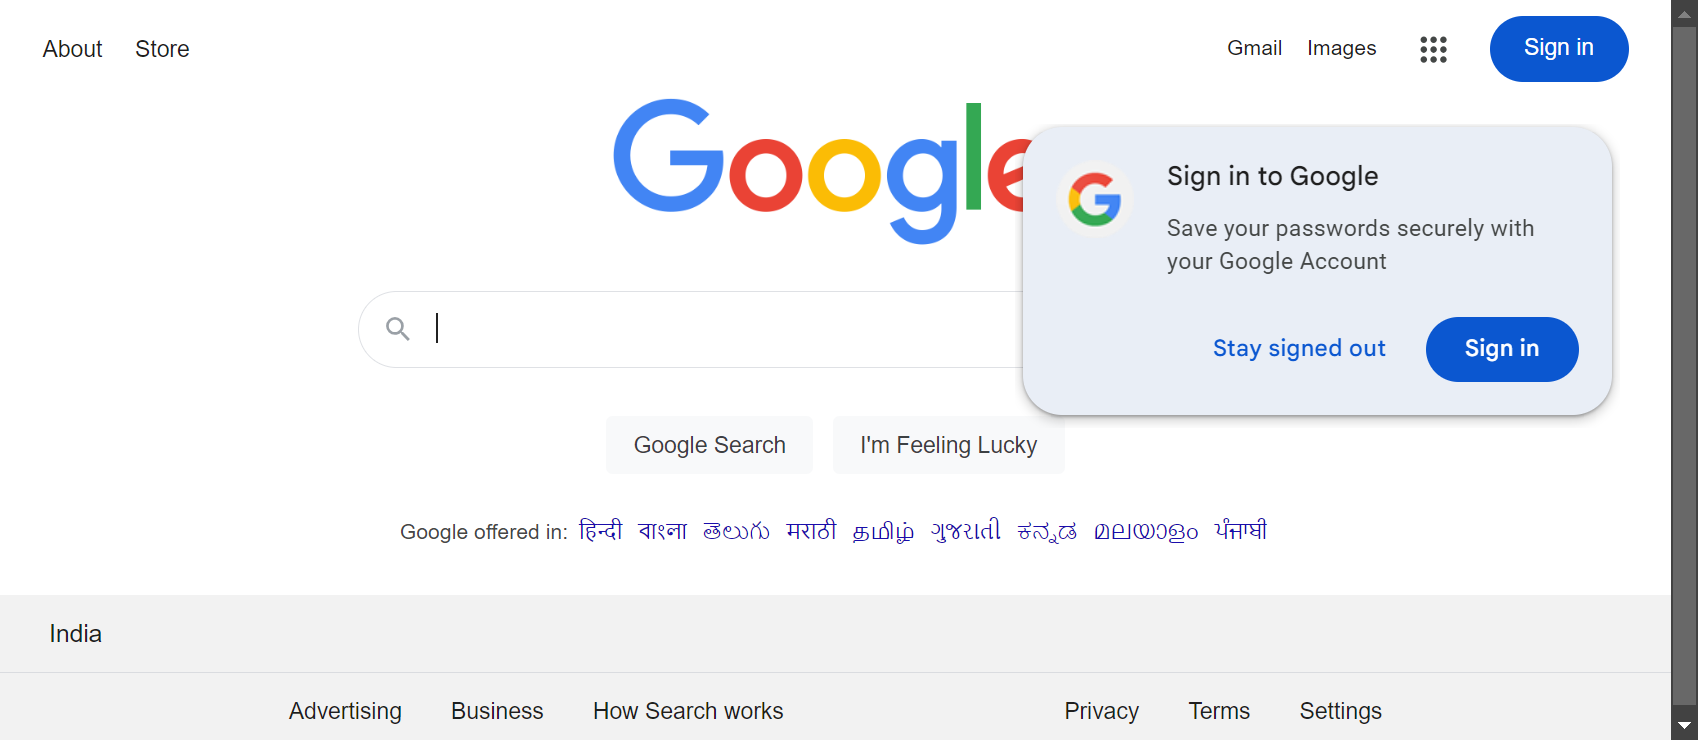 About Store Gmail Images Sign in
Google
Sign in to Google
Save your passwords securely with
your Google Account
Stay signed out Sign in
Google Search I'm Feeling Lucky
Google offered in: हिन्दी বাংলা తెలుగు मराठी தமிழ் ગુજરાતી ಕನ್ನಡ മലയാളം ਪੰਜਾਬੀ
India
Advertising Business How Search works Privacy Terms Settings